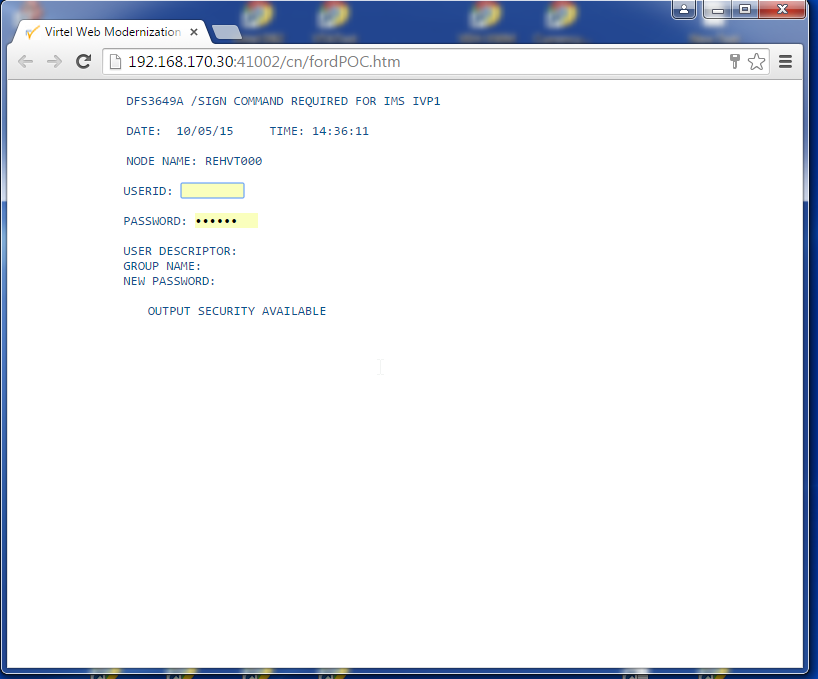 Virtel Web Modernization
192.168.170.30:41002/cn/fordPOC.htm
DFS3649A /SIGN COMMAND REQUIRED FOR IMS IVP1
DATE: 10/05/15 TIME: 14:36:11
NODE NAME: REHVT000
USERID:
PASSWORD: ••••••
USER DESCRIPTOR:
GROUP NAME:
NEW PASSWORD:
OUTPUT SECURITY AVAILABLE